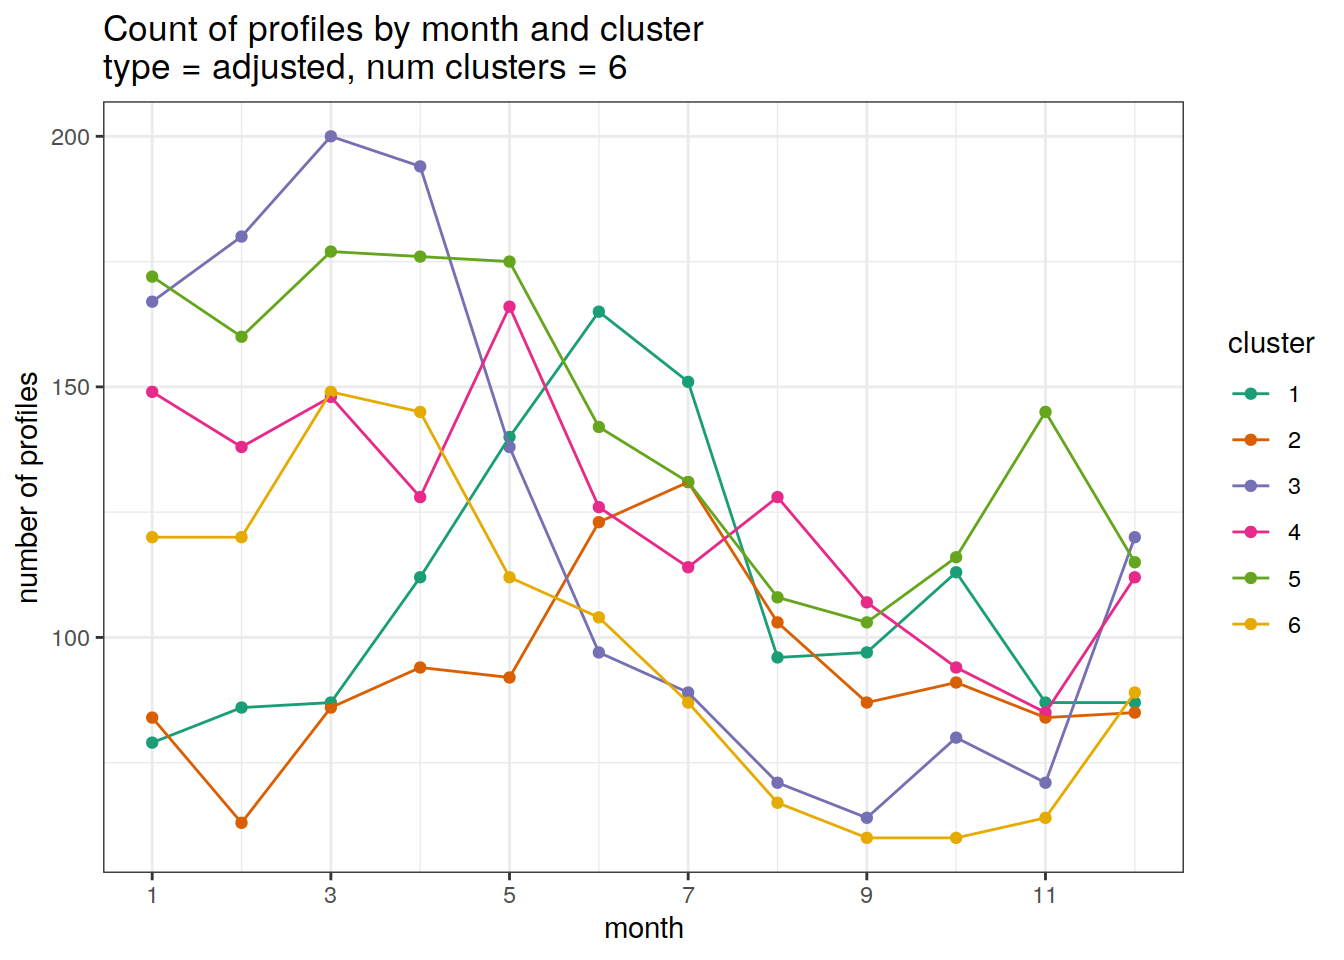 Count of profiles by month and cluster
type = adjusted, num clusters = 6
200
150
100
number of profiles
1 3 5 7 9 11
month
cluster
1
2
3
4
5
6